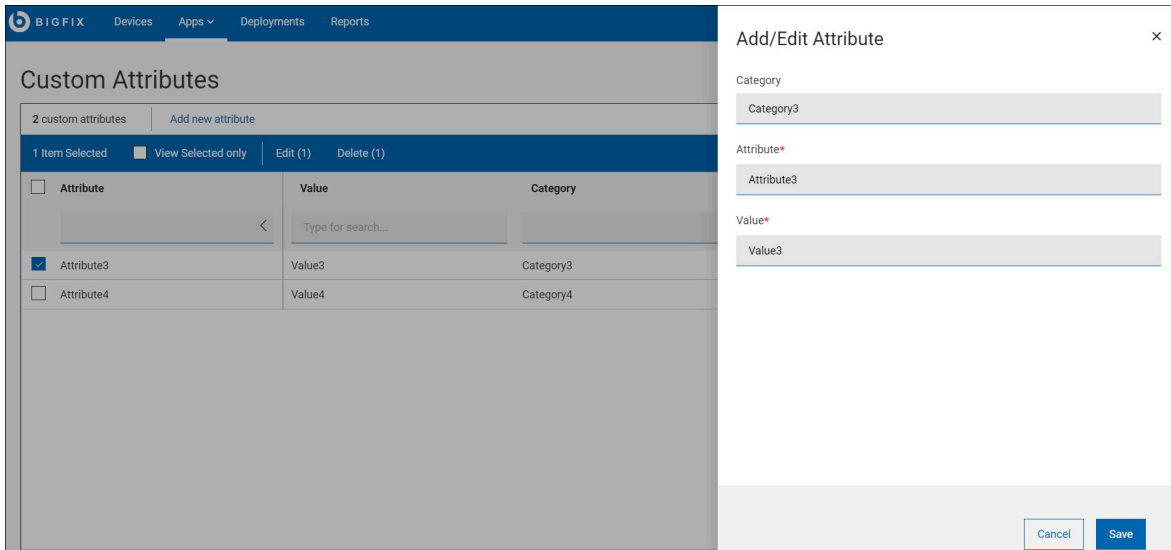 BIGFIX Devices Apps Deployments Reports
Custom Attributes
2 custom attributes Add new attribute
1 Item Selected View Selected only Edit (1) Delete (1)
Attribute Value Category
Type for search...
Attribute3 Value3 Category3
Attribute4 Value4 Category4
Add/Edit Attribute
Category
Category3
Attribute*
Attribute3
Value*
Value3
Cancel Save